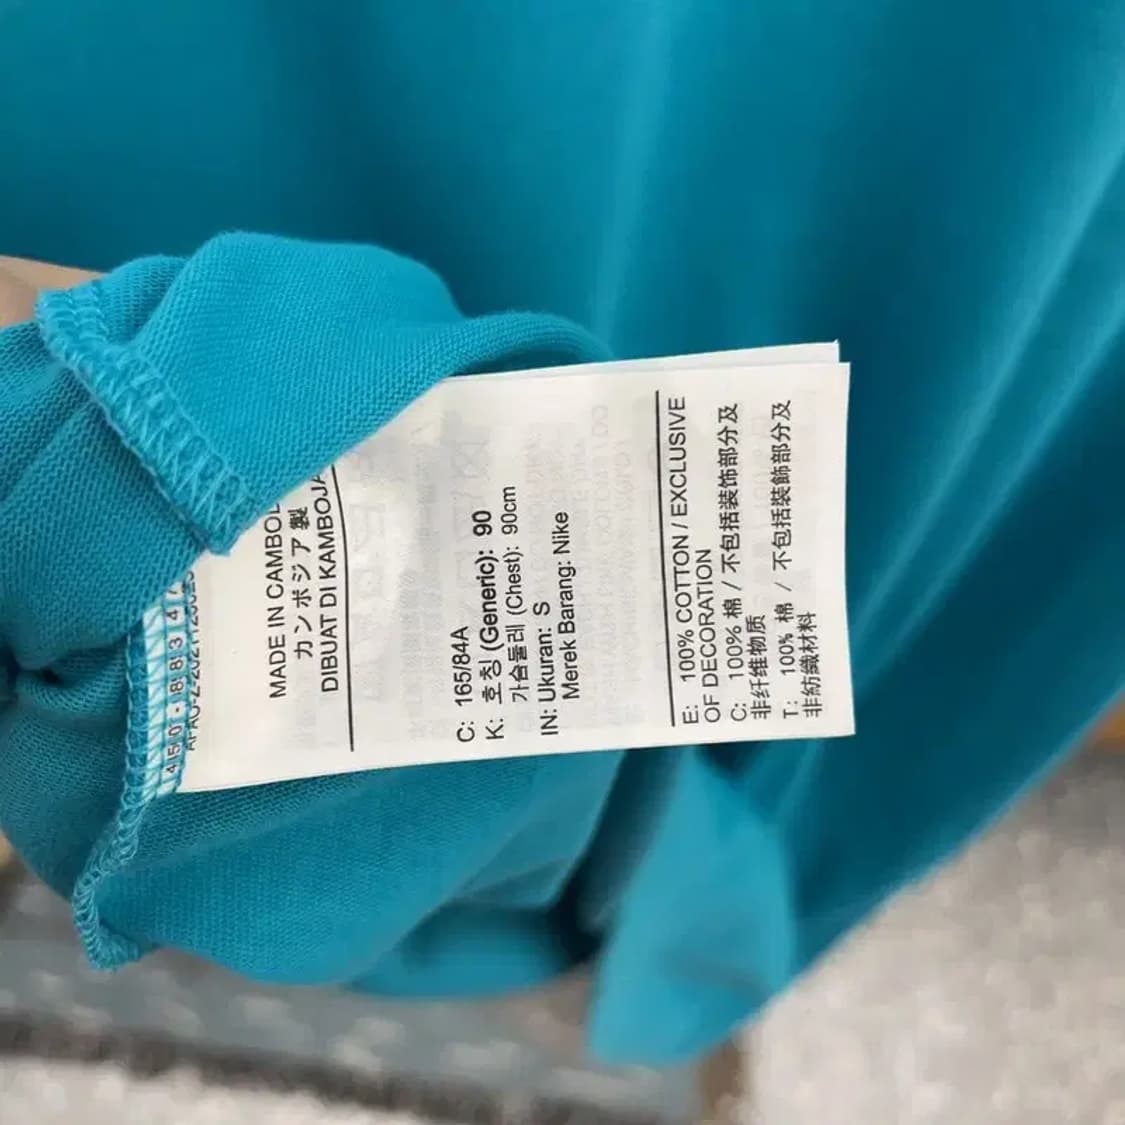 MADE IN CAMBO
カンボジア製
DIBUAT DI KAMBOJA
C: 165/84A
K: 호칭 (Generic): 90
가슴둘레 (Chest): 90cm
IN: Ukuran: S
Merek Barang: Nike
E: 100% COTTON / EXCLUSIVE
OF DECORATION
C: 100% 棉 / 不包括装饰部分及
非纤维物质
T: 100% 棉 / 不包括裝飾部分及
非紡織材料